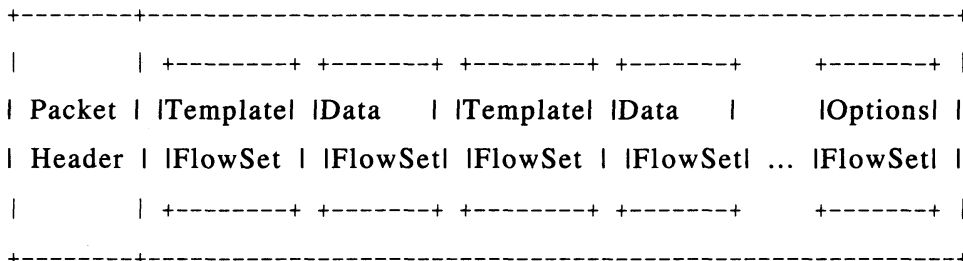 +--------+--------------------------------------------------------+
| | +--------+ +-------+ +--------+ +-------+ +-------+ |
| Packet | |Template| |Data | |Template| |Data | |Options| |
| Header | |FlowSet | |FlowSet| |FlowSet | |FlowSet| ... |FlowSet| |
| | +--------+ +-------+ +--------+ +-------+ +-------+ |
+--------+--------------------------------------------------------+